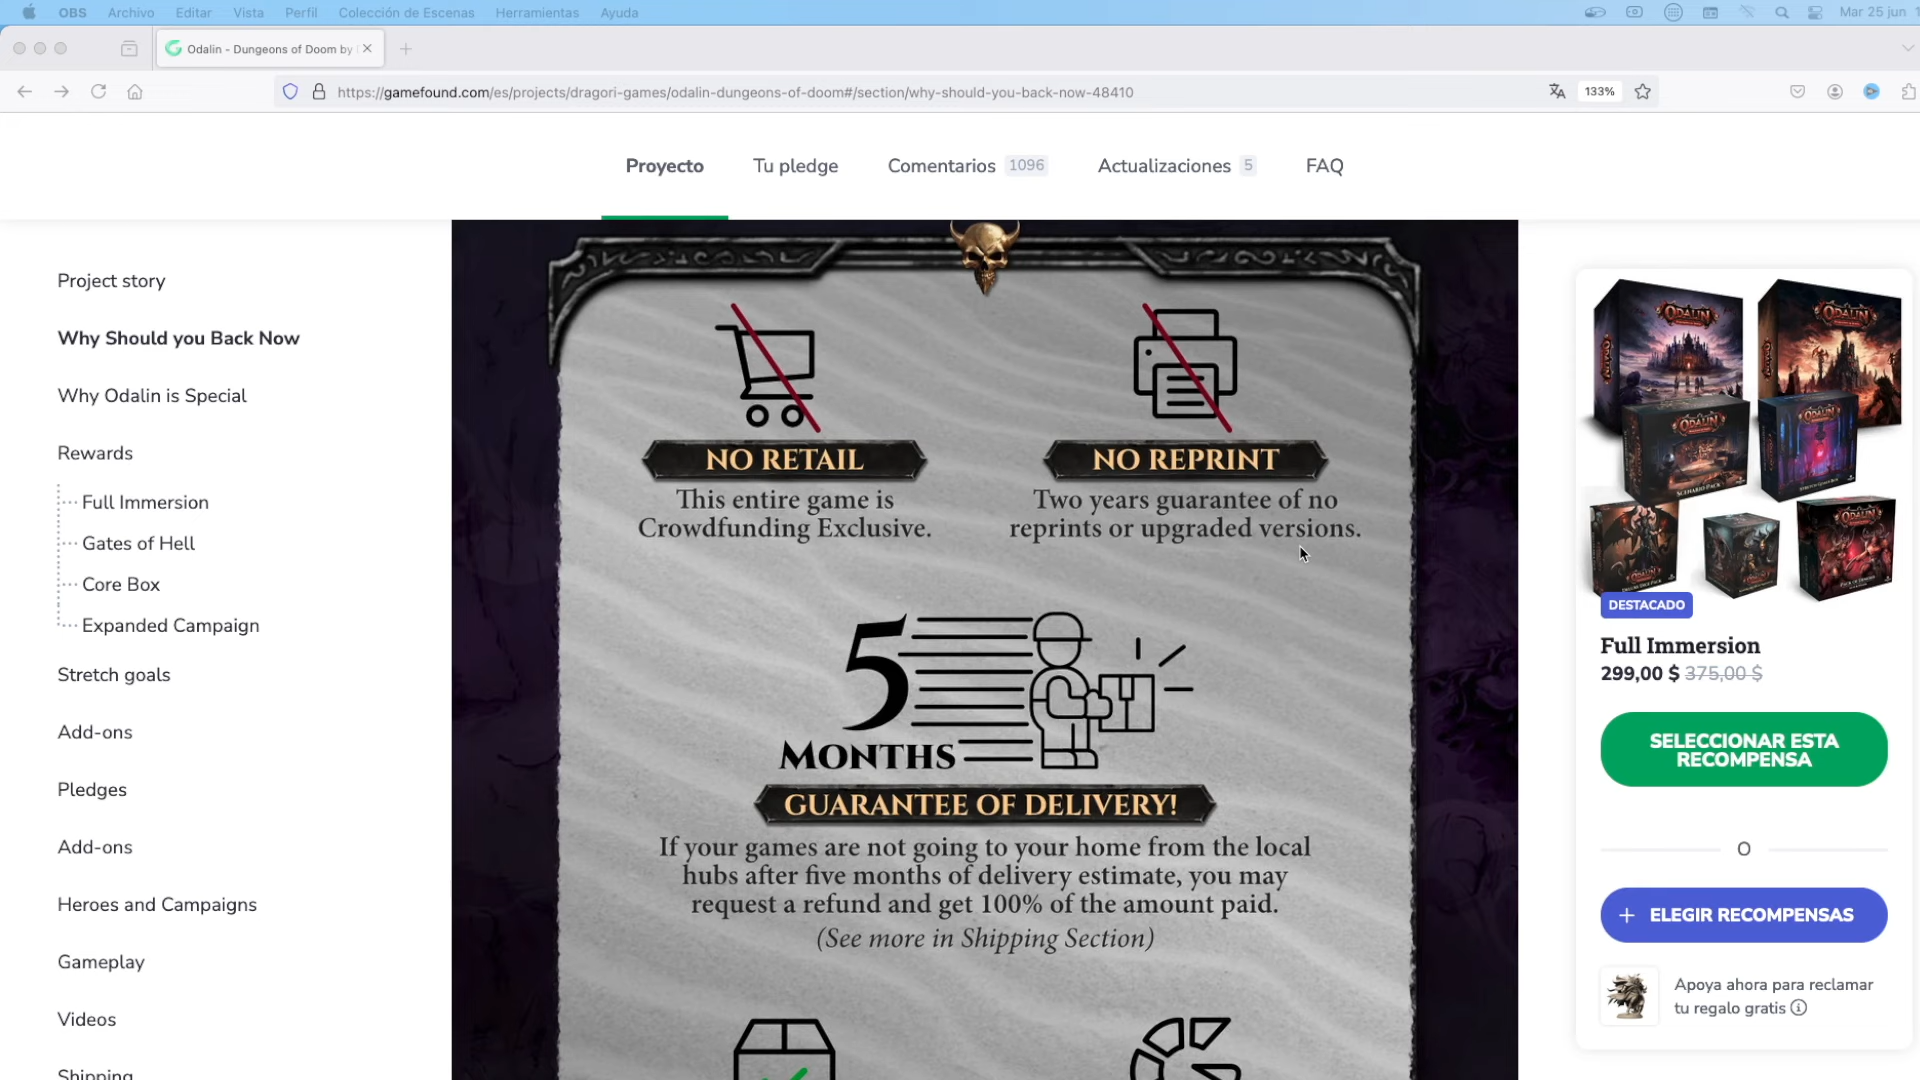 OBS Archivo Editar Vista Perfil Colección de Escenas Herramientas Ayuda
Mar 25 jun 1
Odalin - Dungeons of Doom by
https://gamefound.com/es/projects/dragori-games/odalin-dungeons-of-doom#/section/why-should-you-back-now-48410
133%
Proyecto
Tu pledge
Comentarios 1096
Actualizaciones 5
FAQ
Project story
Why Should you Back Now
Why Odalin is Special
Rewards
Full Immersion
Gates of Hell
Core Box
Expanded Campaign
Stretch goals
Add-ons
Pledges
Add-ons
Heroes and Campaigns
Gameplay
Videos
Shipping
NO RETAIL
This entire game is
Crowdfunding Exclusive.
NO REPRINT
Two years guarantee of no
reprints or upgraded versions.
5
MONTHS
GUARANTEE OF DELIVERY!
If your games are not going to your home from the local
hubs after five months of delivery estimate, you may
request a refund and get 100% of the amount paid.
(See more in Shipping Section)
ODALIN
ODALIN
ODALIN
SCENARIO PACK
ODALIN
DESTACADO
Full Immersion
299,00 $ 375,00 $
SELECCIONAR ESTA
RECOMPENSA
O
+ ELEGIR RECOMPENSAS
Apoya ahora para reclamar
tu regalo gratis